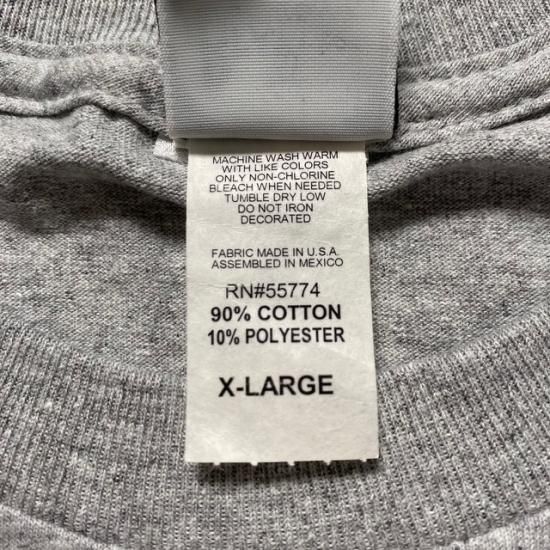 MACHINE WASH WARM
WITH LIKE COLORS
ONLY NON-CHLORINE
BLEACH WHEN NEEDED
TUMBLE DRY LOW
DO NOT IRON
DECORATED
FABRIC MADE IN U.S.A.
ASSEMBLED IN MEXICO
RN#55774
90% COTTON
10% POLYESTER
X-LARGE